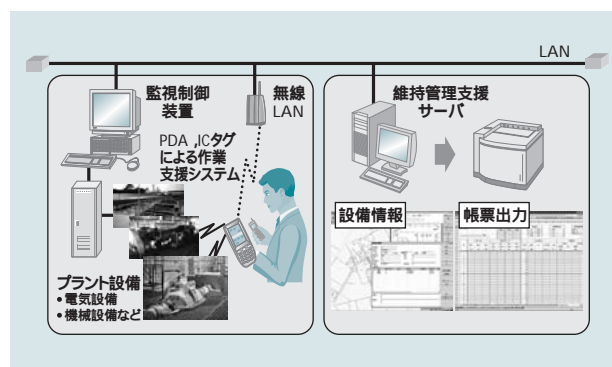 LAN
監視制御
装置
無線
LAN
PDA ,ICタグ
による作業
支援システム
プラント設備
•電気設備
•機械設備など
維持管理支援
サーバ
設備情報
帳票出力